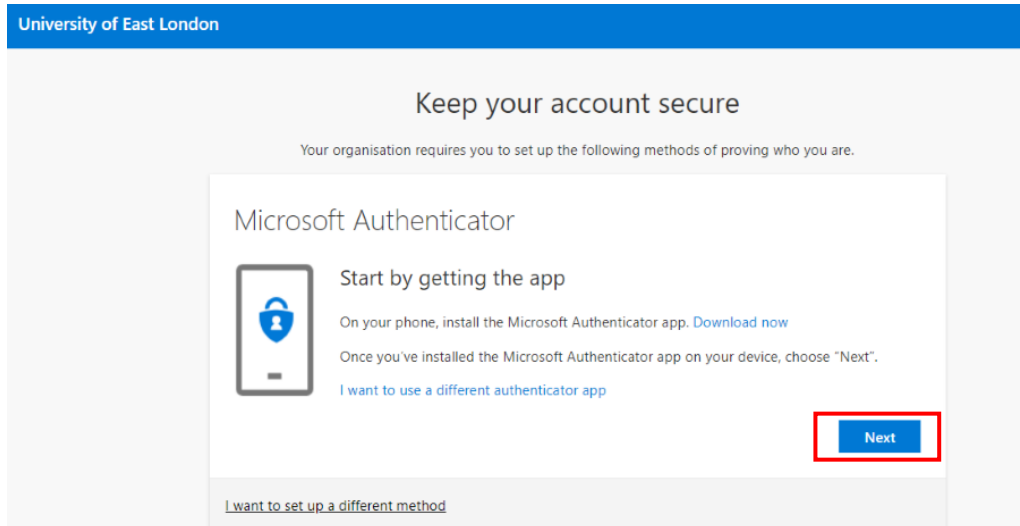 University of East London
Keep your account secure
Your organisation requires you to set up the following methods of proving who you are.
Microsoft Authenticator
Start by getting the app
On your phone, install the Microsoft Authenticator app. Download now
Once you've installed the Microsoft Authenticator app on your device, choose "Next".
I want to use a different authenticator app
Next
I want to set up a different method